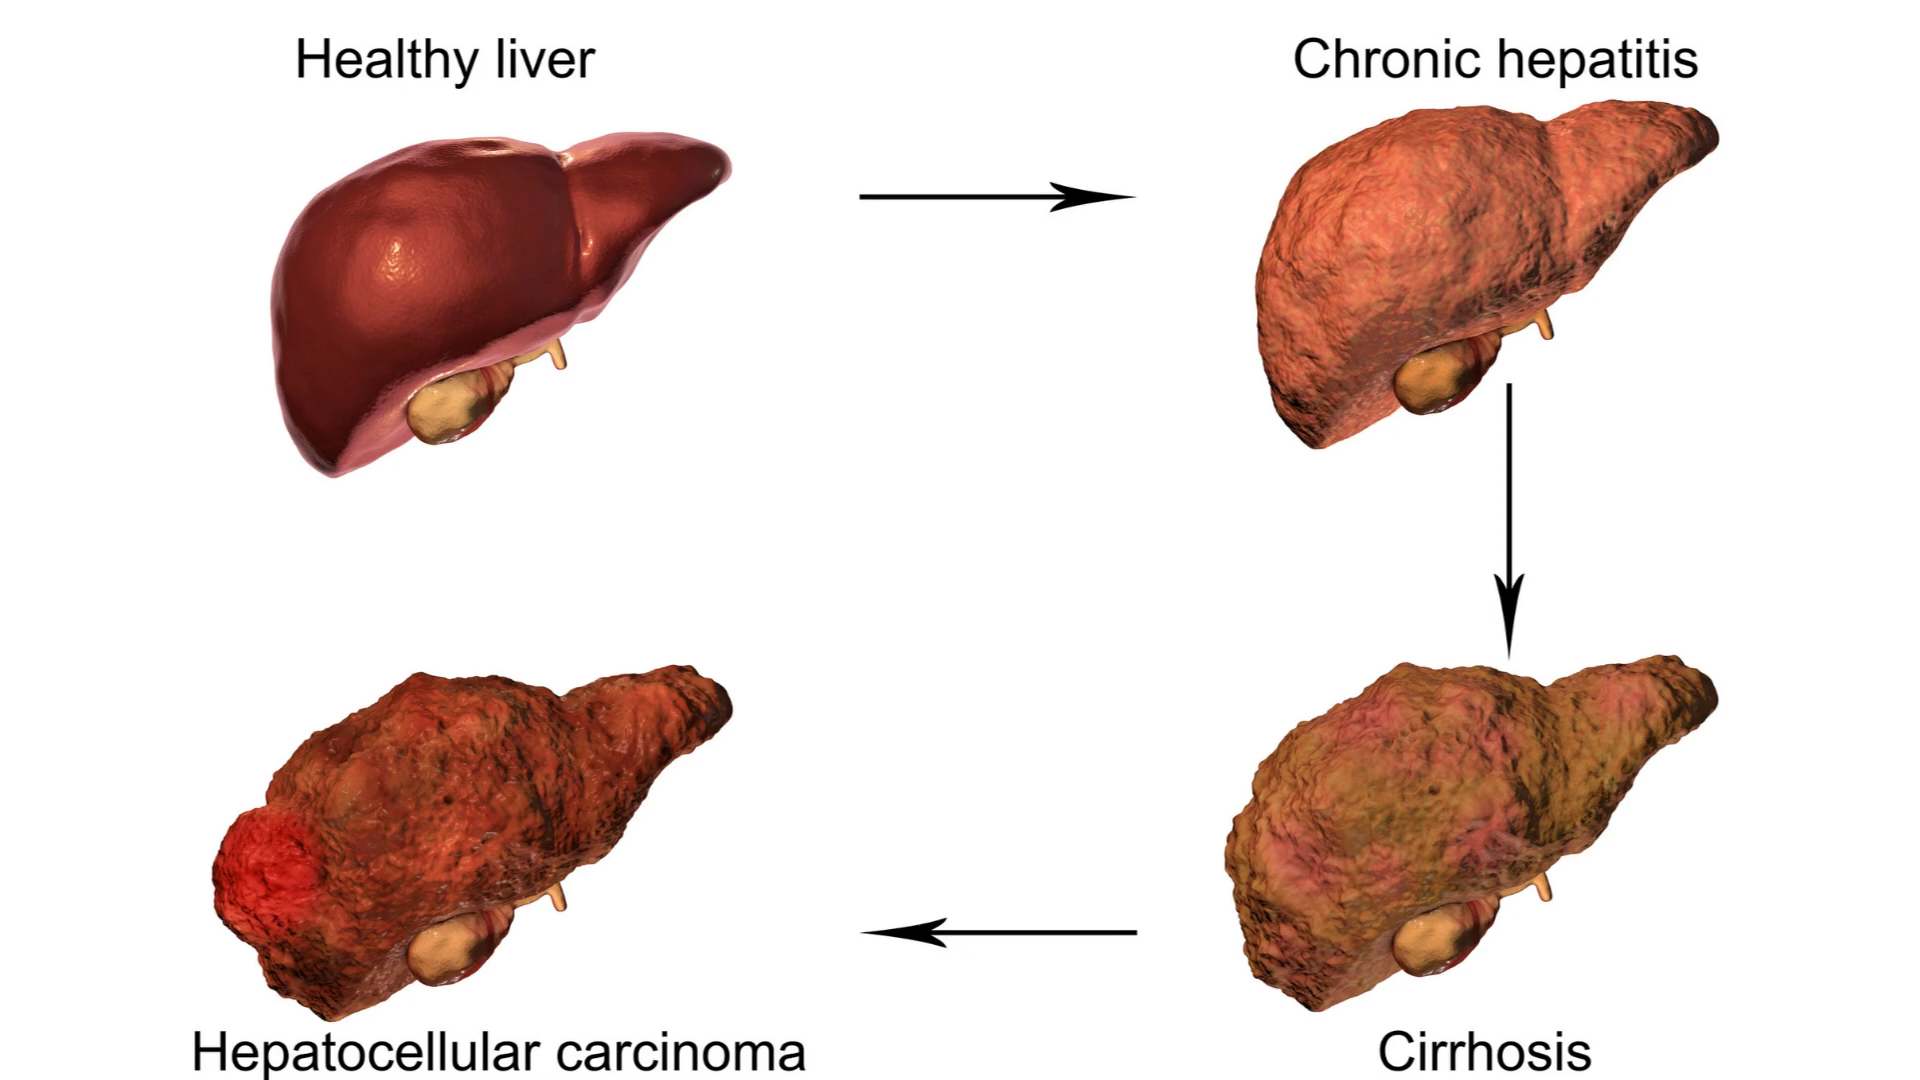 Healthy liver
Chronic hepatitis
Hepatocellular carcinoma
Cirrhosis